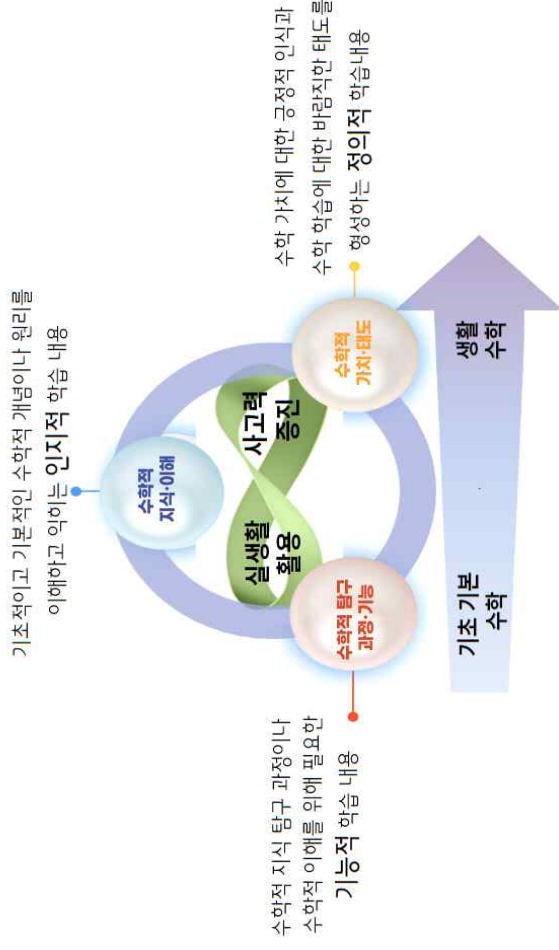 기초적이고 기본적인 수학적 개념이나 원리를
이해하고 익히는 인지적 학습 내용
수학적
지식·이해
실생활
활용
사고력
증진
수학적 탐구
과정·기능
수학적
가치·태도
수학적 지식 탐구 과정이나
수학적 이해를 위해 필요한
기능적 학습 내용
수학 가치에 대한 긍정적 인식과
수학 학습에 대한 바람직한 태도를
형성하는 정의적 학습내용
기초 기본
수학
생활
수학